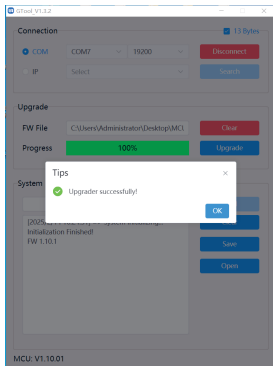 GTool_V1.3.2
Connection
13 Bytes
COM COM7 19200 Disconnect
IP Select Search
Upgrade
FW File C:\Users\Administrator\Desktop\MCU Clear
Progress 100% Upgrade
Tips
Upgrader successfully!
OK
System
Initialization Finished!
FW 1.10.1
Save
Open
MCU: V1.10.01